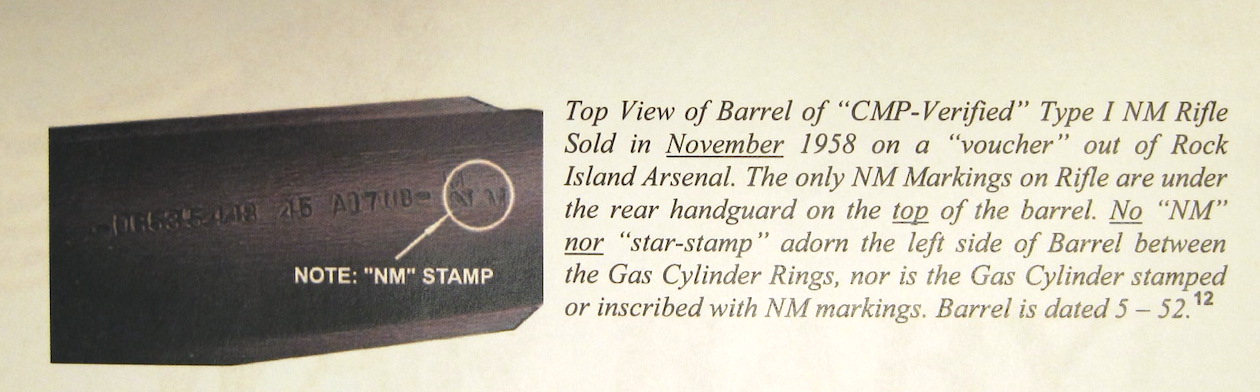 NOTE: "NM" STAMP
Top View of Barrel of “CMP-Verified” Type I NM Rifle
Sold in November 1958 on a “voucher” out of Rock
Island Arsenal. The only NM Markings on Rifle are under
the rear handguard on the top of the barrel. No “NM”
nor “star-stamp” adorn the left side of Barrel between
the Gas Cylinder Rings, nor is the Gas Cylinder stamped
or inscribed with NM markings. Barrel is dated 5 – 52.12